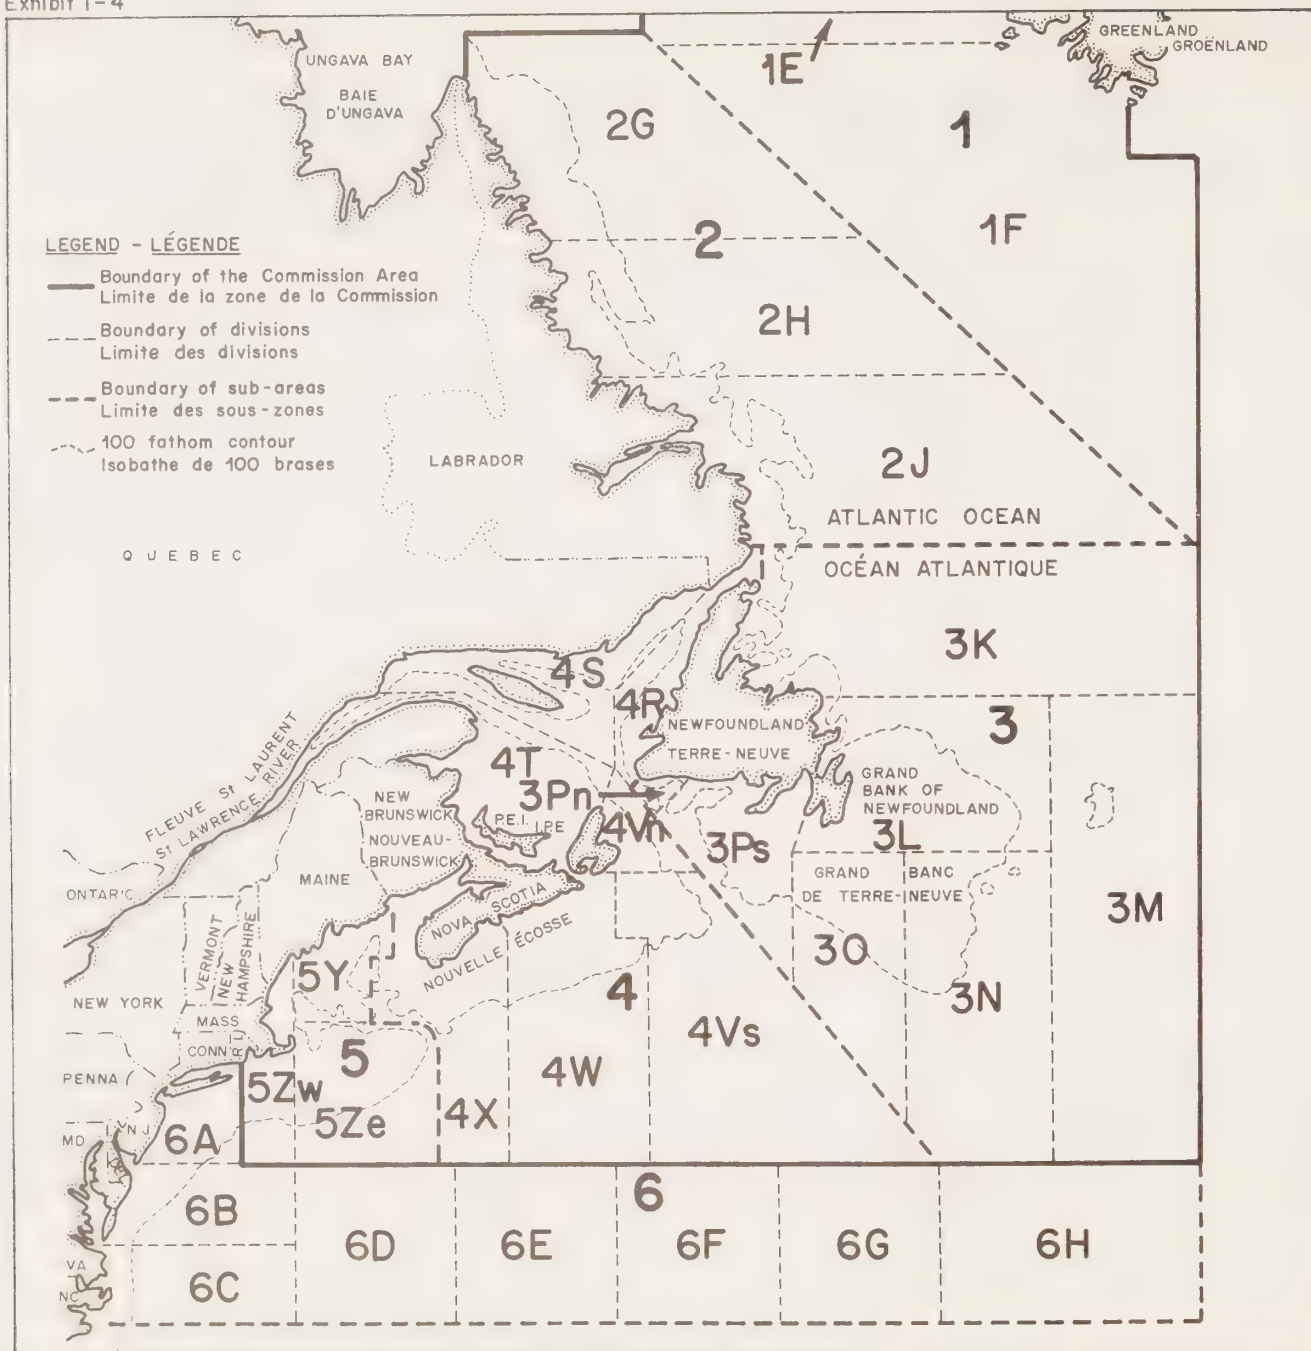 Exhibit 1-4
GREENLAND
GROËNLAND
UNGAVA BAY
BAIE
D'UNGAVA
1E
2G
1
1F
2
2H
LEGEND - LÉGENDE
Boundary of the Commission Area
Limite de la zone de la Commission
Boundary of divisions
Limite des divisions
Boundary of sub-areas
Limite des sous-zones
100 fathom contour
Isobathe de 100 brases
LABRADOR
2J
ATLANTIC OCEAN
OCÉAN ATLANTIQUE
QUEBEC
3K
4S
4R
NEWFOUNDLAND
TERRE-NEUVE
3
FLEUVE St LAURENT
St LAWRENCE RIVER
4T
3Pn
NEW
BRUNSWICK
NOUVEAU-
BRUNSWICK
P.E.I.
I.P.E
4Vn
3Ps
GRAND
BANK OF
NEWFOUNDLAND
3L
GRAND BANC
DE TERRE-NEUVE
MAINE
ONTARIO
VERMONT
NEW
HAMPSHIRE
NOVA SCOTIA
NOUVELLE ÉCOSSE
3M
3O
3N
5Y
4
NEW YORK
MASS
CONN
R.I.
4Vs
5
4W
PENNA
5Zw
5Ze
4X
MD
N J
6A
6
6B
6D
6E
6F
6G
6H
VA
6C
NC